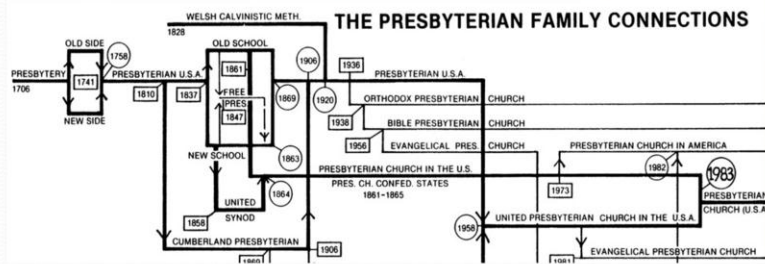 THE PRESBYTERIAN FAMILY CONNECTIONS
WELSH CALVINISTIC METH.
1828
OLD SIDE
1758
OLD SCHOOL
1906
1936
PRESBYTERY
1706
1741
PRESBYTERIAN U.S.A.
1861
PRESBYTERIAN U.S.A.
1810
1837
FREE
PRES
1869
1920
ORTHODOX PRESBYTERIAN CHURCH
NEW SIDE
1847
1938
BIBLE PRESBYTERIAN CHURCH
1956
EVANGELICAL PRES. CHURCH
PRESBYTERIAN CHURCH IN AMERICA
NEW SCHOOL
1863
1982
PRESBYTERIAN CHURCH IN THE U.S.
1983
1864
PRES. CH. CONFED. STATES
1861-1865
1973
PRESBYTERIAN
CHURCH (U.S.A
UNITED
SYNOD
1858
1958
UNITED PRESBYTERIAN CHURCH IN THE U.S.A.
CUMBERLAND PRESBYTERIAN
1906
EVANGELICAL PRESBYTERIAN CHURCH
1981